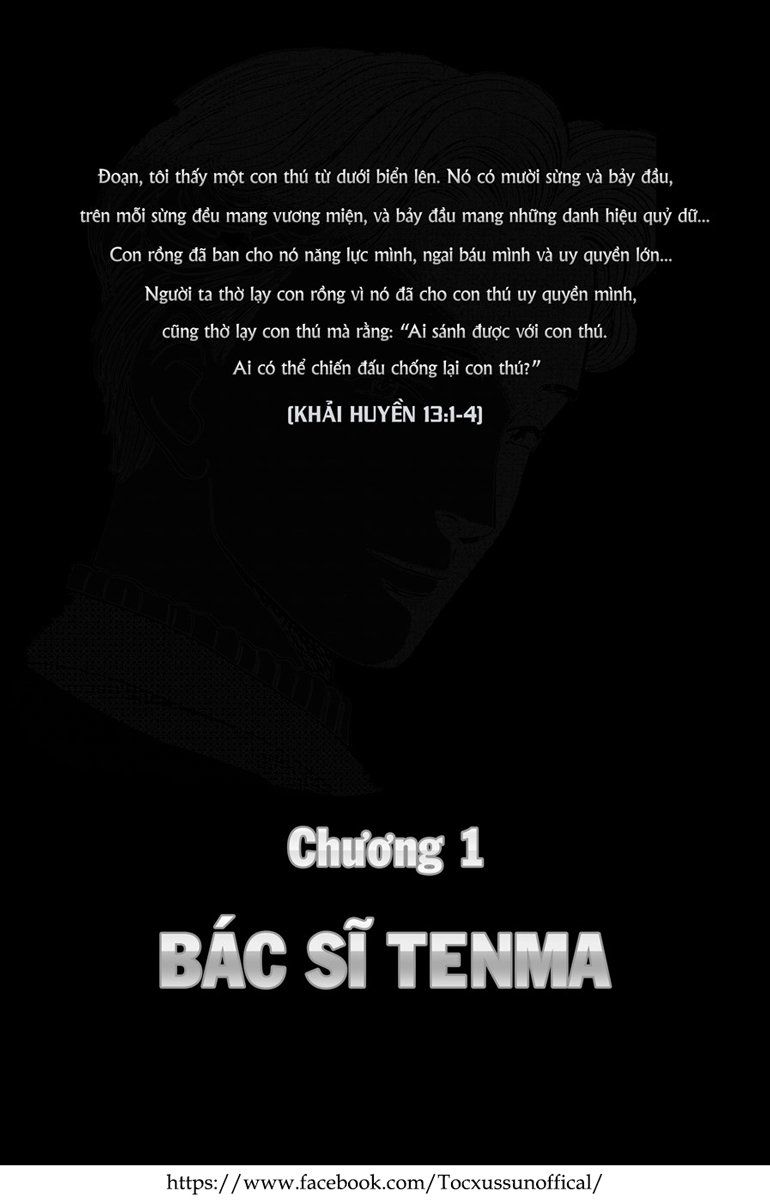 Đoạn, tôi thấy một con thú từ dưới biển lên. Nó có mười sừng và bảy đầu,
trên mỗi sừng đều mang vương miện, và bảy đầu mang những danh hiệu quỷ dữ...
Con rồng đã ban cho nó năng lực mình, ngai báu mình và uy quyền lớn...
Người ta thờ lạy con rồng vì nó đã cho con thú uy quyền mình,
cũng thờ lạy con thú mà rằng: “Ai sánh được với con thú.
Ai có thể chiến đấu chống lại con thú?”
(KHẢI HUYỀN 13:1-4)
Chương 1
BÁC SĨ TENMA
https://www.facebook.com/Tocxussunoffical/